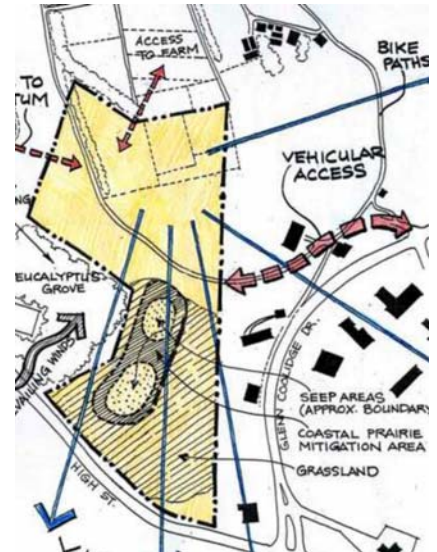 ACCESS
TO FARM
BIKE
PATHS
TO
VEHICULAR
ACCESS
EUCALYPTUS
GROVE
WINDS
SEEP AREAS
(APPROX. BOUNDARY
COASTAL PRAIRIE
MITIGATION AREA
GRASSLAND
GLENN COOLIDGE DR.
HIGH ST.